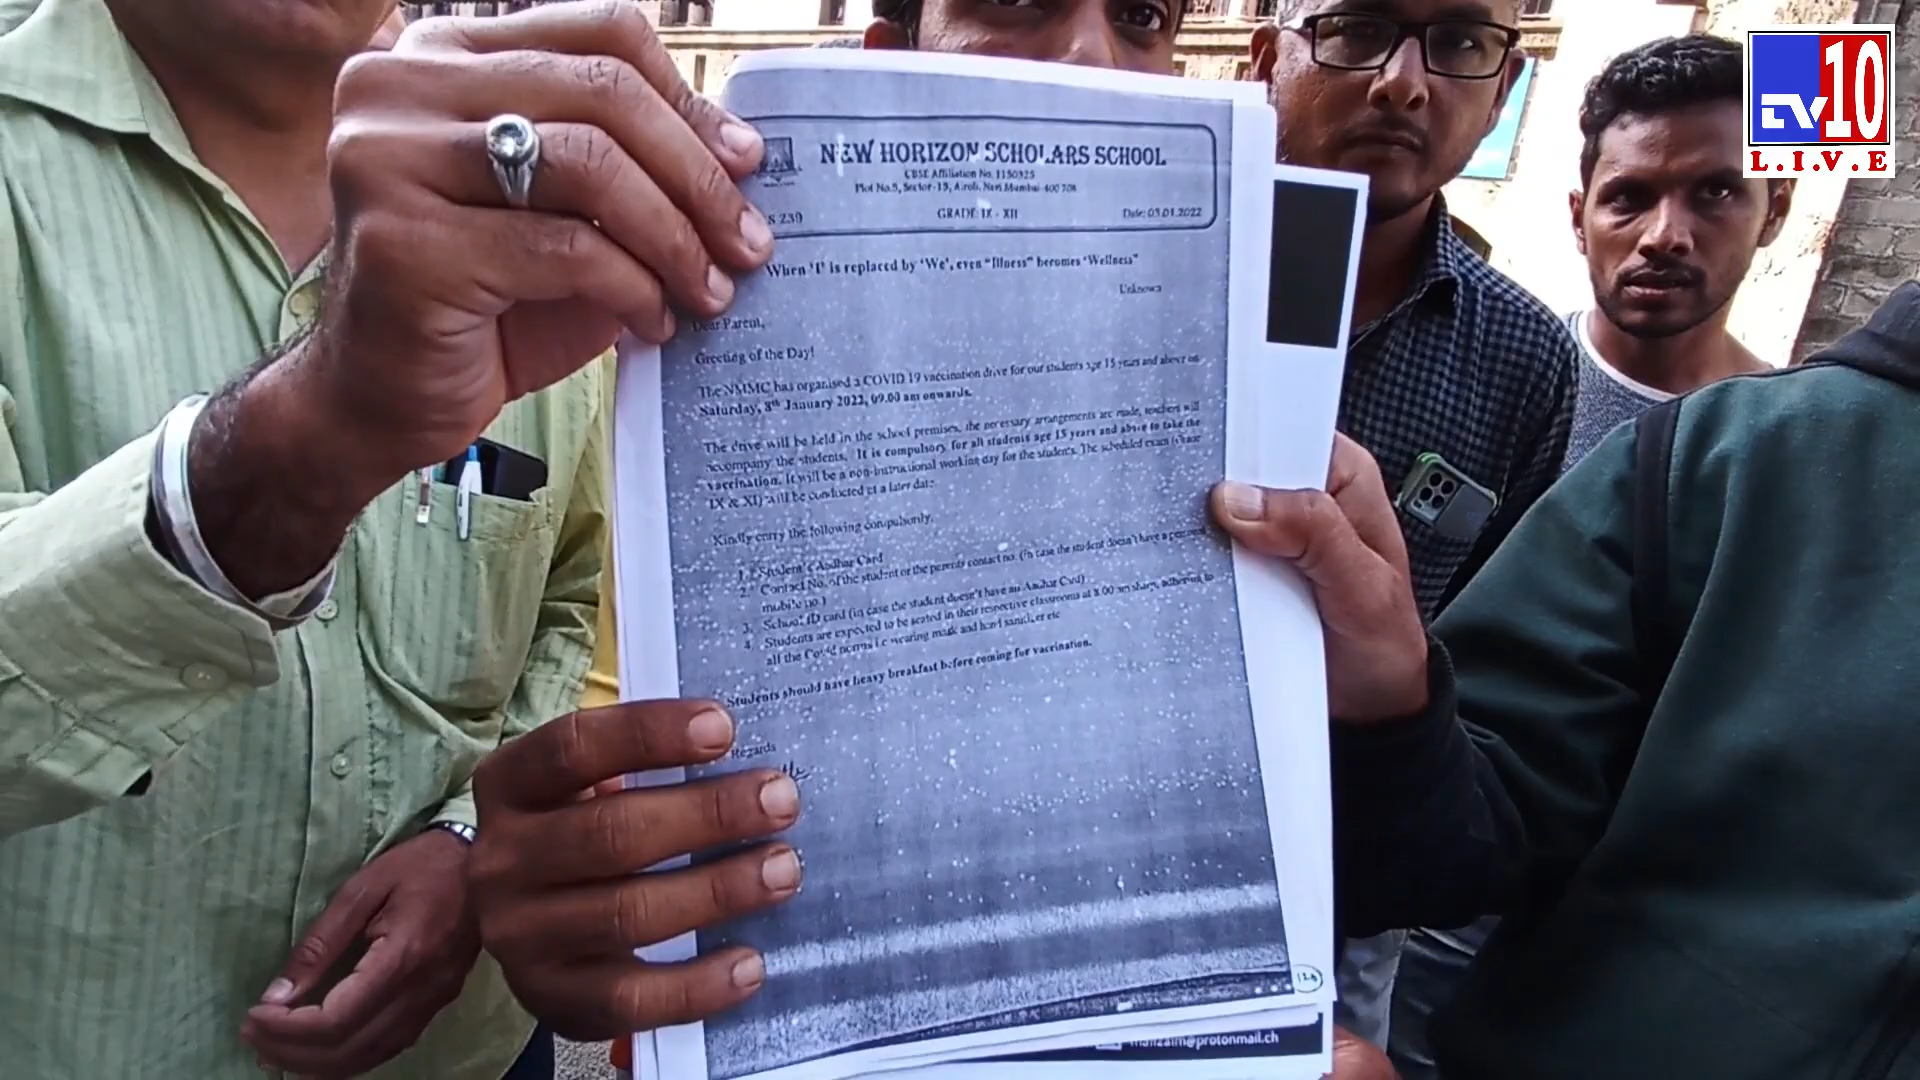 TV10
L.I.V.E
NEW HORIZON SCHOLARS SCHOOL
CBSE Affiliation No. 1130925
Plot No.5, Sector-13, Airoli, Navi Mumbai 400 708
S 239
GRADE: IX - XII
Date: 03.01.2022
When 'I' is replaced by 'We', even "Illness" becomes 'Wellness"
Unknown
Dear Parent,
Greeting of the Day!
The NMMC has organised a COVID 19 vaccination drive for our students age 15 years and above on
Saturday, 8th January 2022, 09.00 am onwards.
The drive will be held in the school premises, the necessary arrangements are made, teachers will
accompany the students. It is compulsory for all students age 15 years and above to take the
vaccination. It will be a non-instructional working day for the students. The scheduled exam
IX & XI) will be conducted at a later date
Kindly carry the following compulsorily.
1. Student's Aadhar Card
2. Contact No. of the student or the parents contact no. (in case the student doesn't have a personal
mobile no.)
3. School ID card (in case the student doesn't have an Aadhar Card)
4. Students are expected to be seated in their respective classrooms at 8.00 am sharp, adhering to
all the Covid norms i.e wearing mask and hand sanitizer etc
Students should have heavy breakfast before coming for vaccination.
Regards
@protonmail.ch